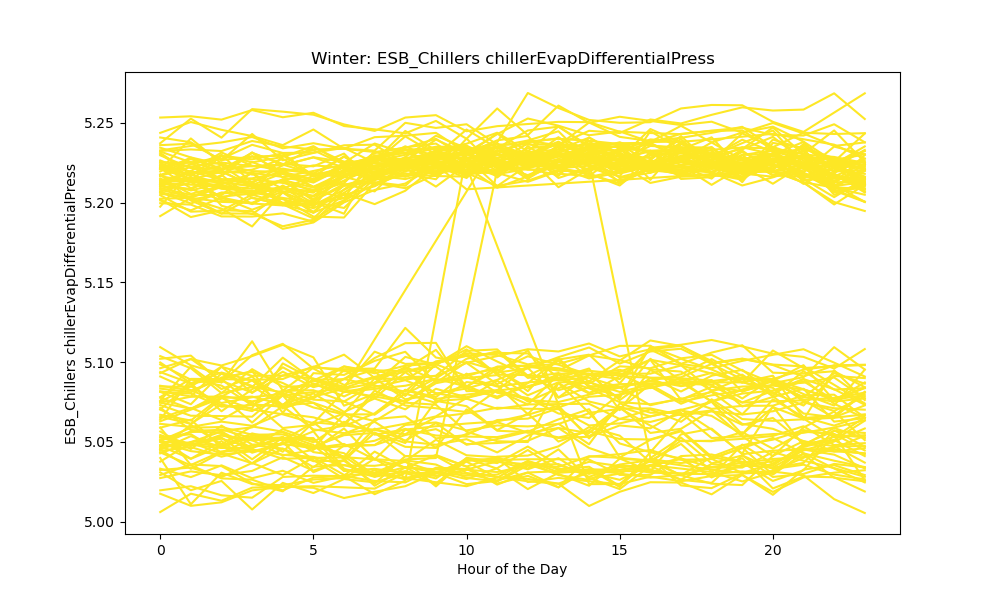 Winter: ESB_Chillers chillerEvapDifferentialPress
ESB_Chillers chillerEvapDifferentialPress
5.25
5.20
5.15
5.10
5.05
5.00
0 5 10 15 20
Hour of the Day